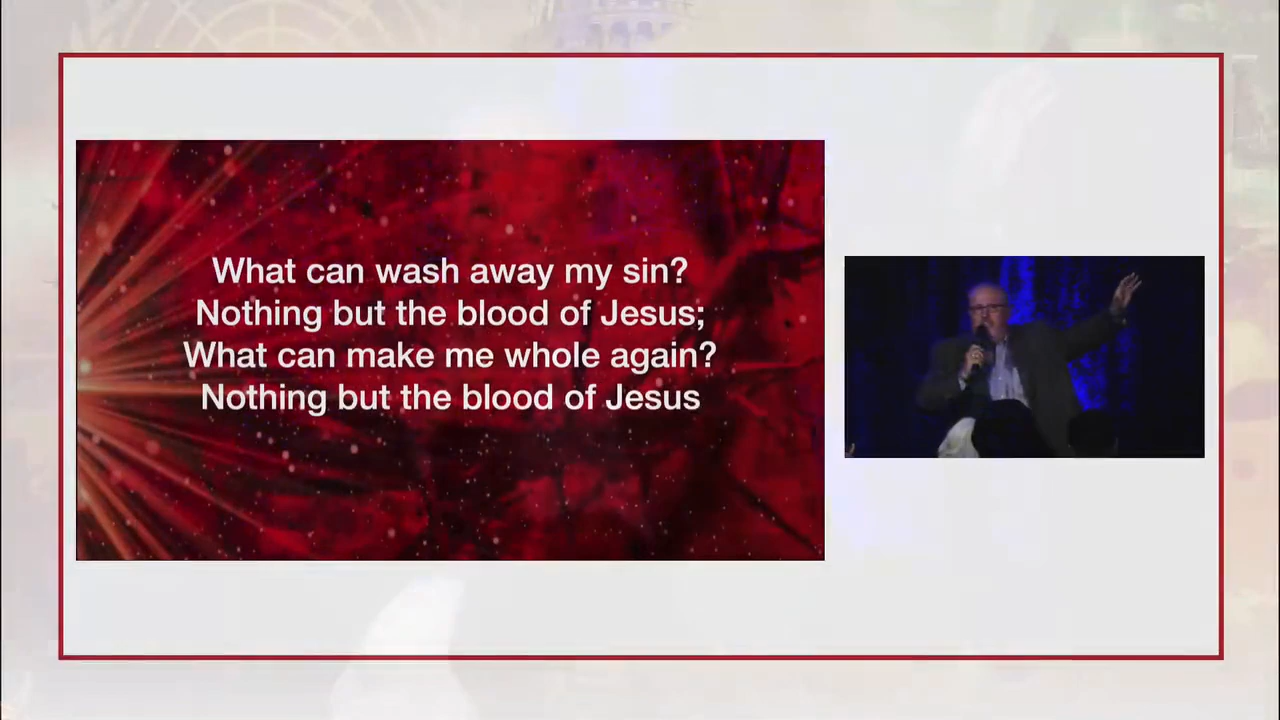 What can wash away my sin?
Nothing but the blood of Jesus;
What can make me whole again?
Nothing but the blood of Jesus